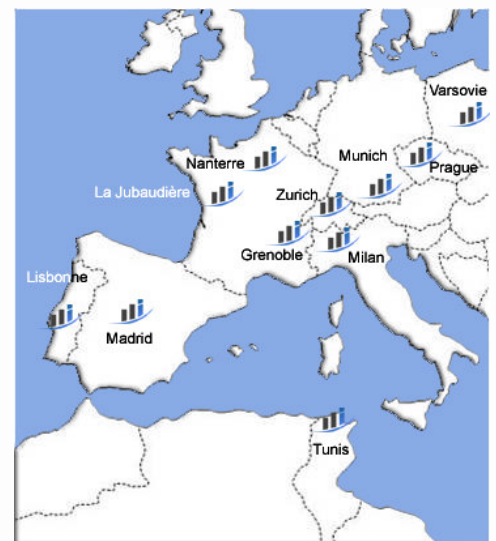 Varsovie
Munich
Nanterre
Prague
La Jubaudière
Zurich
Grenoble
Milan
Lisbonne
Madrid
Tunis